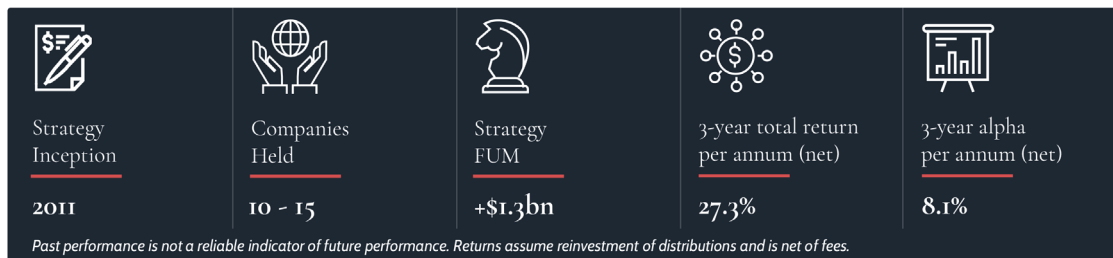 $
Strategy
Inception
2011
Companies
Held
10 - 15
Strategy
FUM
+$1.3bn
$
3-year total return
per annum (net)
27.3%
3-year alpha
per annum (net)
8.1%
Past performance is not a reliable indicator of future performance. Returns assume reinvestment of distributions and is net of fees.